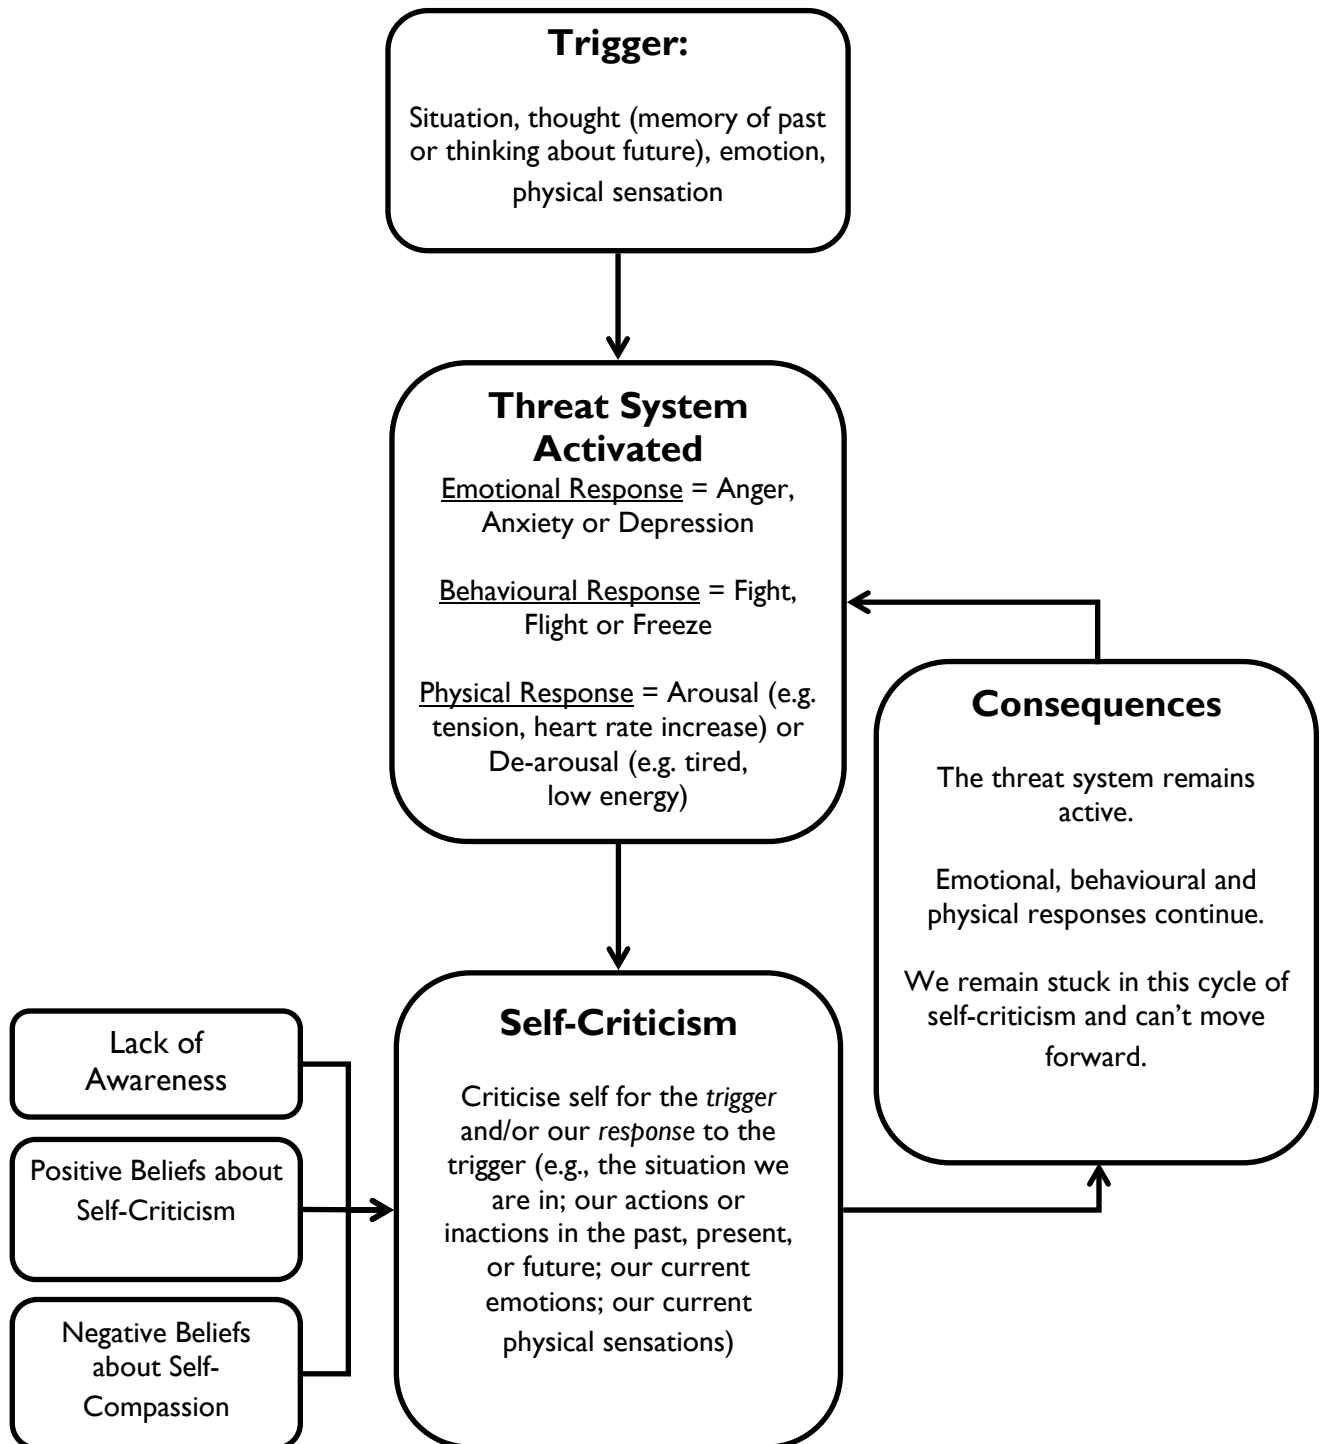 Trigger:
Situation, thought (memory of past
or thinking about future), emotion,
physical sensation
Threat System
Activated
Emotional Response = Anger,
Anxiety or Depression
Behavioural Response = Fight,
Flight or Freeze
Physical Response = Arousal (e.g.
tension, heart rate increase) or
De-arousal (e.g. tired,
low energy)
Consequences
The threat system remains
active.
Emotional, behavioural and
physical responses continue.
We remain stuck in this cycle of
self-criticism and can’t move
forward.
Lack of
Awareness
Positive Beliefs about
Self-Criticism
Negative Beliefs
about Self-
Compassion
Self-Criticism
Criticise self for the trigger
and/or our response to the
trigger (e.g., the situation we
are in; our actions or
inactions in the past, present,
or future; our current
emotions; our current
physical sensations)